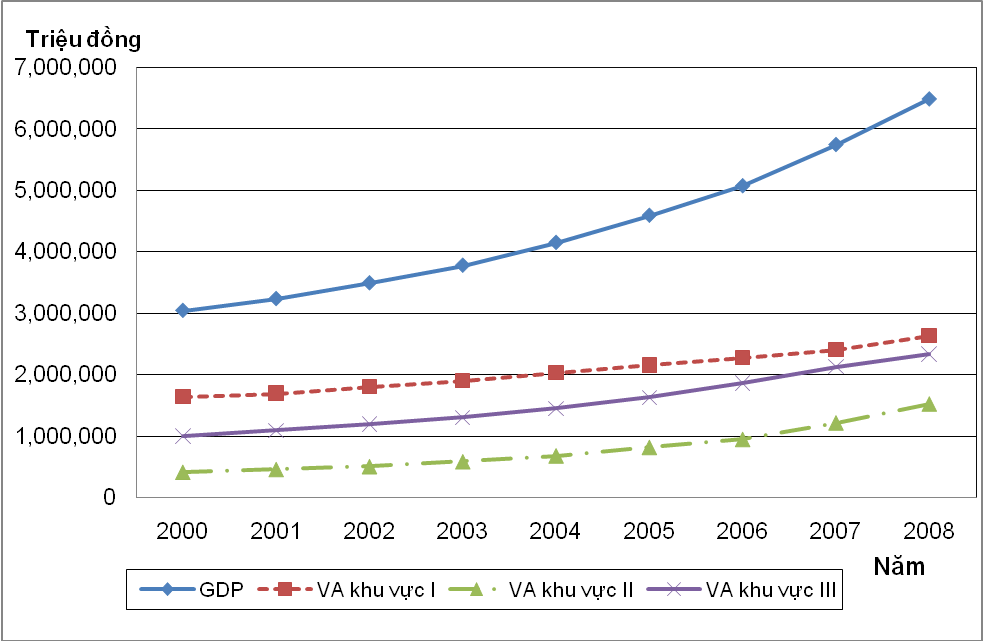 Triệu đồng
7,000,000
6,000,000
5,000,000
4,000,000
3,000,000
2,000,000
1,000,000
0
2000 2001 2002 2003 2004 2005 2006 2007 2008
Năm
GDP VA khu vực I VA khu vực II VA khu vực III